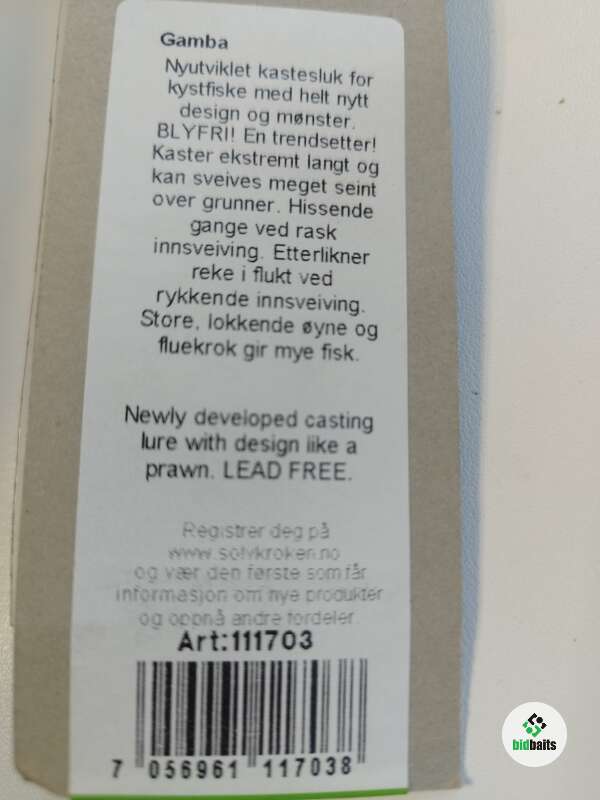 Gamba
Nyutviklet kastesluk for
kystfiske med helt nytt
design og mønster.
BLYFRI! En trendsetter!
Kaster ekstremt langt og
kan sveives meget seint
over grunner. Hissende
gange ved rask
innsveiving. Etterlikner
reke i flukt ved
rykkende innsveiving.
Store, lokkende øyne og
fluekrok gir mye fisk.
Newly developed casting
lure with design like a
prawn. LEAD FREE.
Registrer deg på
www.solvkroken.no
og vær den første som får
informasjon om nye produkter
og oppnå andre fordeler.
Art:111703
7 056961 117038
bidbaits